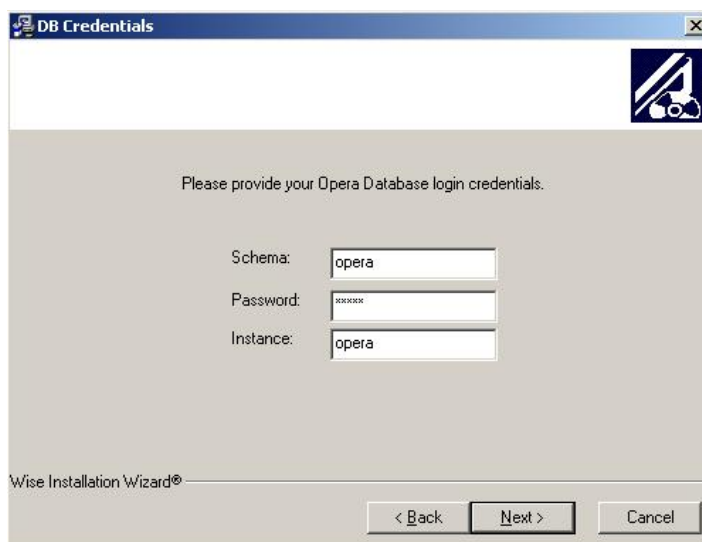 DB Credentials
Please provide your Opera Database login credentials.
Schema: opera
Password: xxxxx
Instance: opera
Wise Installation Wizard®
< Back Next > Cancel